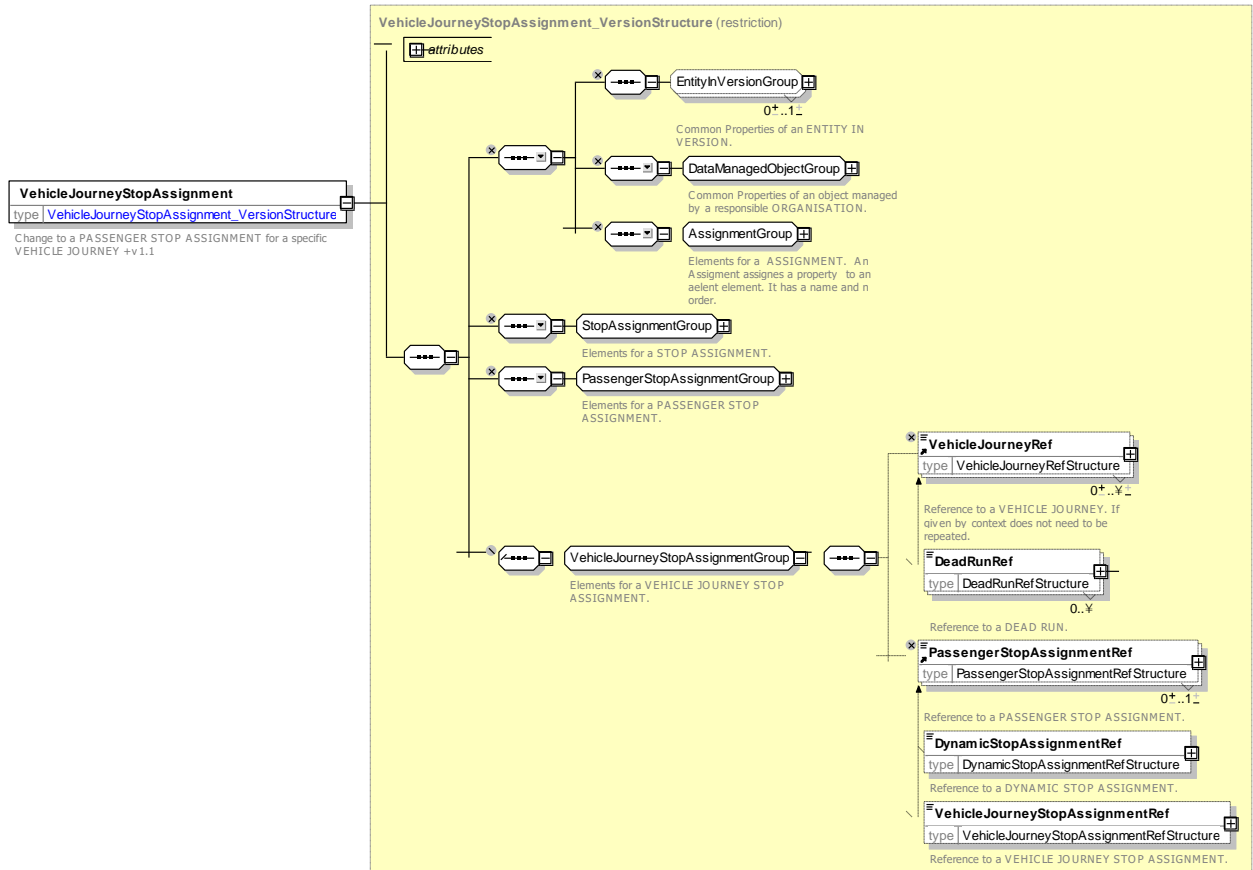 VehicleJourneyStopAssignment_VersionStructure (restriction)
attributes
EntityInVersionGroup
0±..1±
Common Properties of an ENTITY IN
VERSION.
DataManagedObjectGroup
Common Properties of an object managed
by a responsible ORGANISATION.
VehicleJourneyStopAssignment
type VehicleJourneyStopAssignment_VersionStructure
Change to a PASSENGER STOP ASSIGNMENT for a specific
VEHICLE JOURNEY +v1.1
AssignmentGroup
Elements for a ASSIGNMENT. An
Assigment assignes a property to an
aelent element. It has a name and n
order.
StopAssignmentGroup
Elements for a STOP ASSIGNMENT.
PassengerStopAssignmentGroup
Elements for a PASSENGER STOP
ASSIGNMENT.
VehicleJourneyRef
type VehicleJourneyRefStructure
0±..¥±
Reference to a VEHICLE JOURNEY. If
given by context does not need to be
repeated.
VehicleJourneyStopAssignmentGroup
Elements for a VEHICLE JOURNEY STOP
ASSIGNMENT.
DeadRunRef
type DeadRunRefStructure
0..¥
Reference to a DEAD RUN.
PassengerStopAssignmentRef
type PassengerStopAssignmentRefStructure
0±..1±
Reference to a PASSENGER STOP ASSIGNMENT.
DynamicStopAssignmentRef
type DynamicStopAssignmentRefStructure
Reference to a DYNAMIC STOP ASSIGNMENT.
VehicleJourneyStopAssignmentRef
type VehicleJourneyStopAssignmentRefStructure
Reference to a VEHICLE JOURNEY STOP ASSIGNMENT.